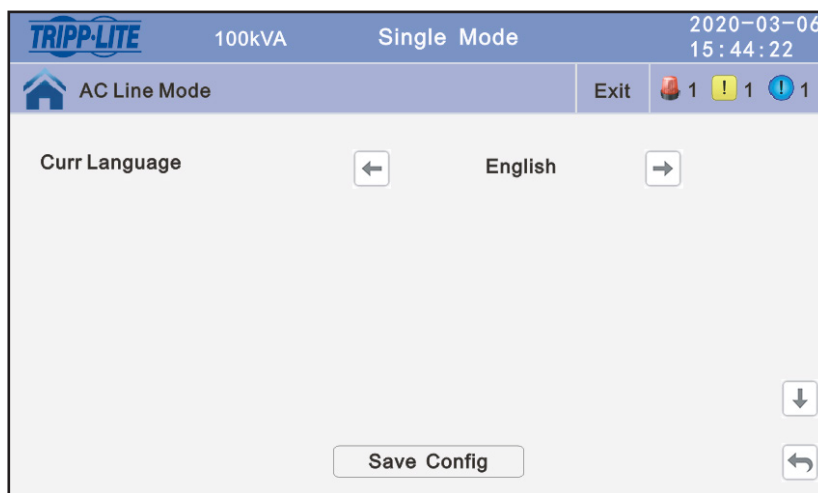 TRIPP·LITE 100kVA Single Mode 2020-03-06
15:44:22
AC Line Mode Exit 1 ! 1 ! 1
Curr Language English
Save Config